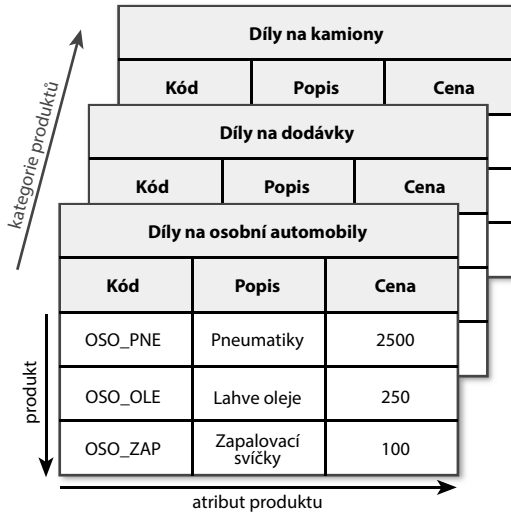 Díly na kamiony
Kód Popis Cena
Díly na dodávky
Kód Popis Cena
Díly na osobní automobily
Kód Popis Cena
OSO_PNE Pneumatiky 2500
OSO_OLE Lahve oleje 250
OSO_ZAP Zapalovací
svíčky 100
kategorie produktů
produkt
atribut produktu